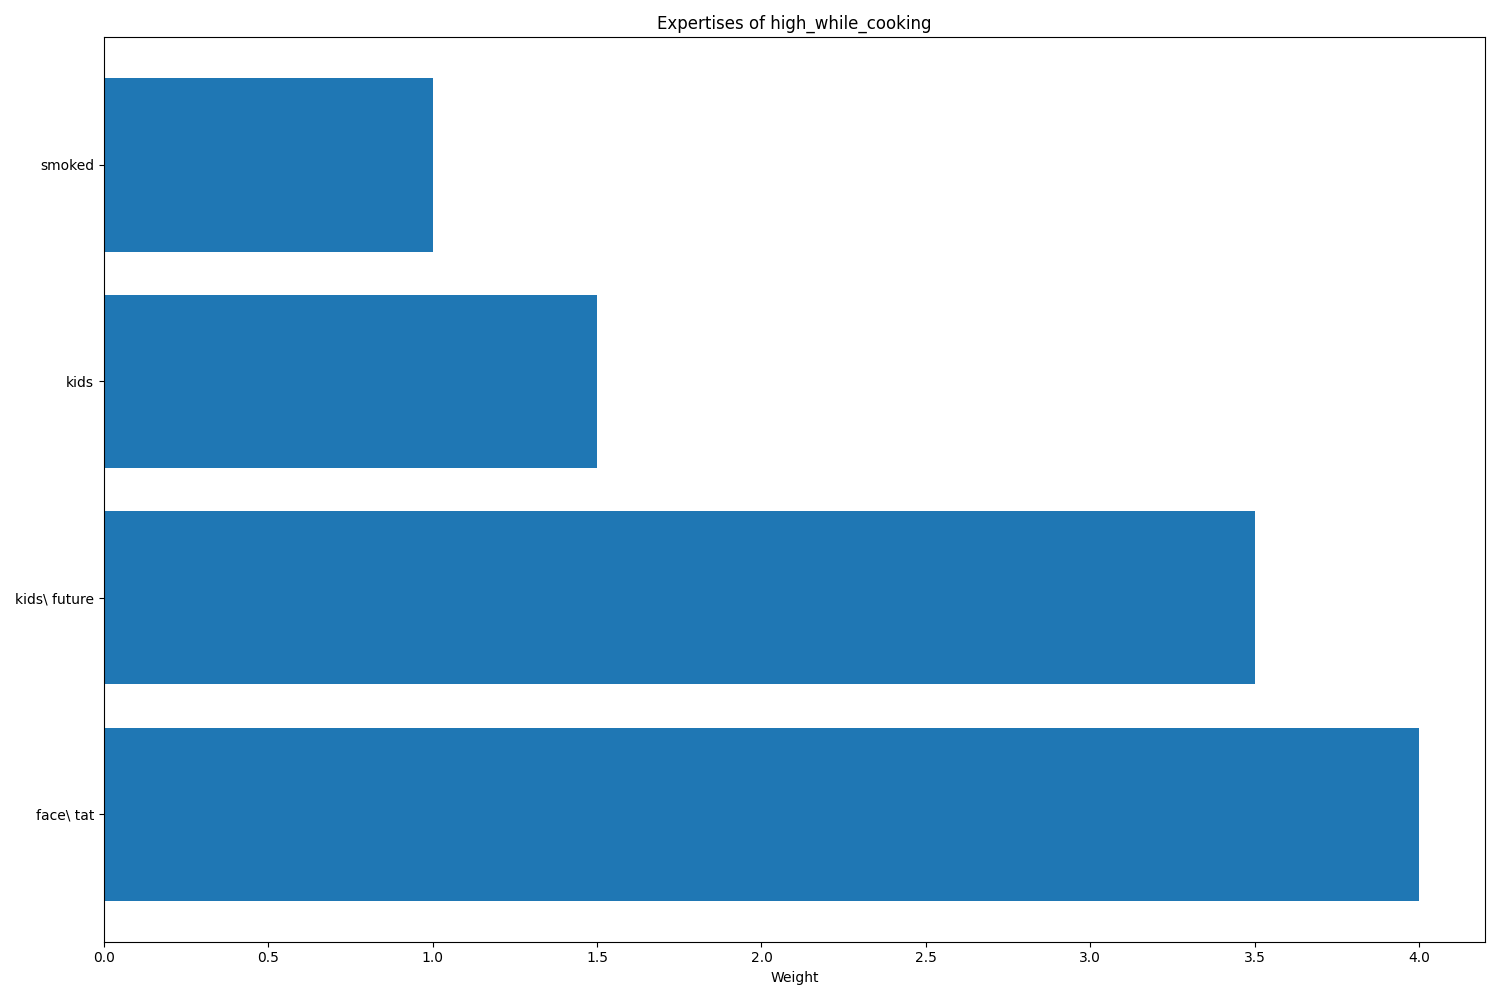 Expertises of high_while_cooking
smoked
kids
kids\ future
face\ tat
0.0 0.5 1.0 1.5 2.0 2.5 3.0 3.5 4.0
Weight